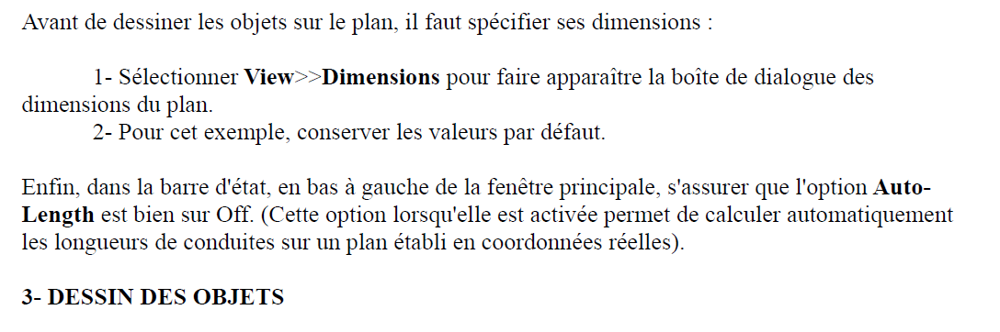 Avant de dessiner les objets sur le plan, il faut spécifier ses dimensions :
1- Sélectionner View>>Dimensions pour faire apparaître la boîte de dialogue des
dimensions du plan.
2- Pour cet exemple, conserver les valeurs par défaut.
Enfin, dans la barre d'état, en bas à gauche de la fenêtre principale, s'assurer que l'option Auto-
Length est bien sur Off. (Cette option lorsqu'elle est activée permet de calculer automatiquement
les longueurs de conduites sur un plan établi en coordonnées réelles).
3- DESSIN DES OBJETS